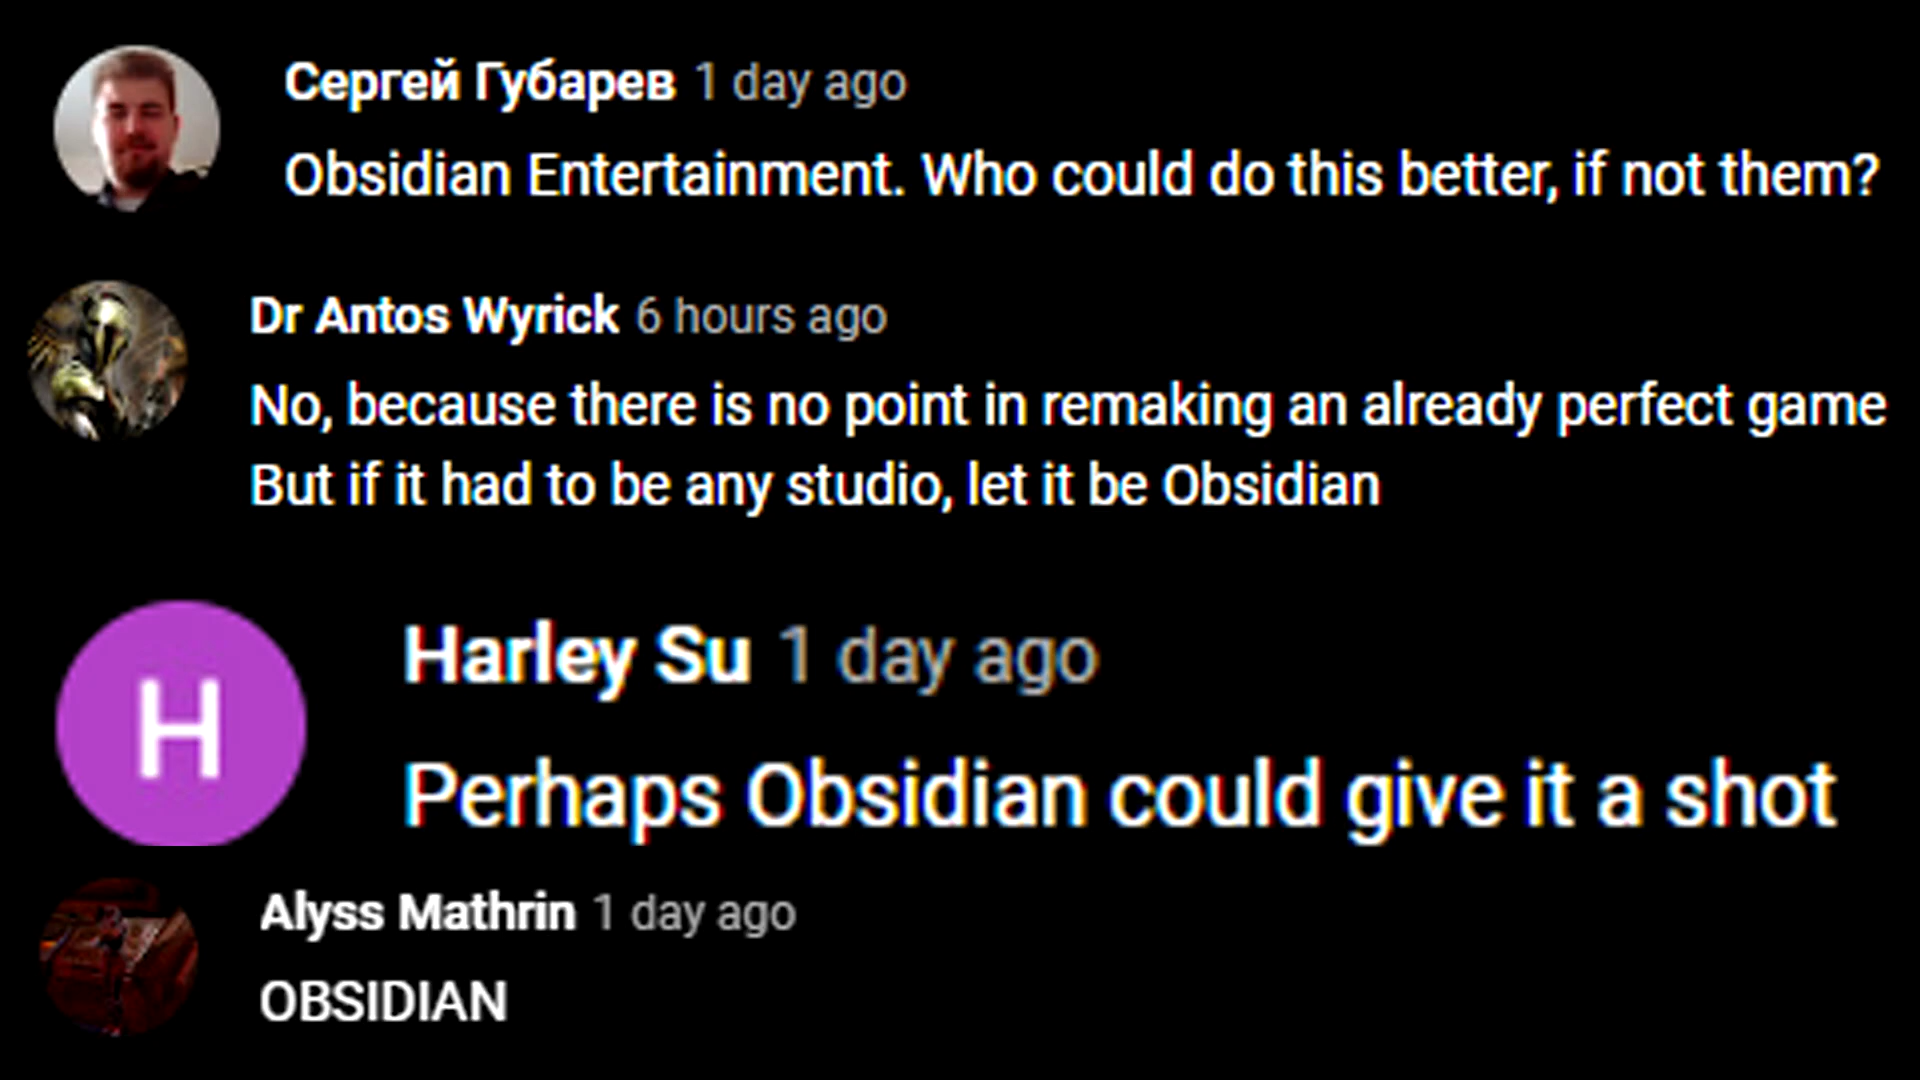 Сергей Губарев 1 day ago
Obsidian Entertainment. Who could do this better, if not them?
Dr Antos Wyrick 6 hours ago
No, because there is no point in remaking an already perfect game
But if it had to be any studio, let it be Obsidian
H
Harley Su 1 day ago
Perhaps Obsidian could give it a shot
Alyss Mathrin 1 day ago
OBSIDIAN